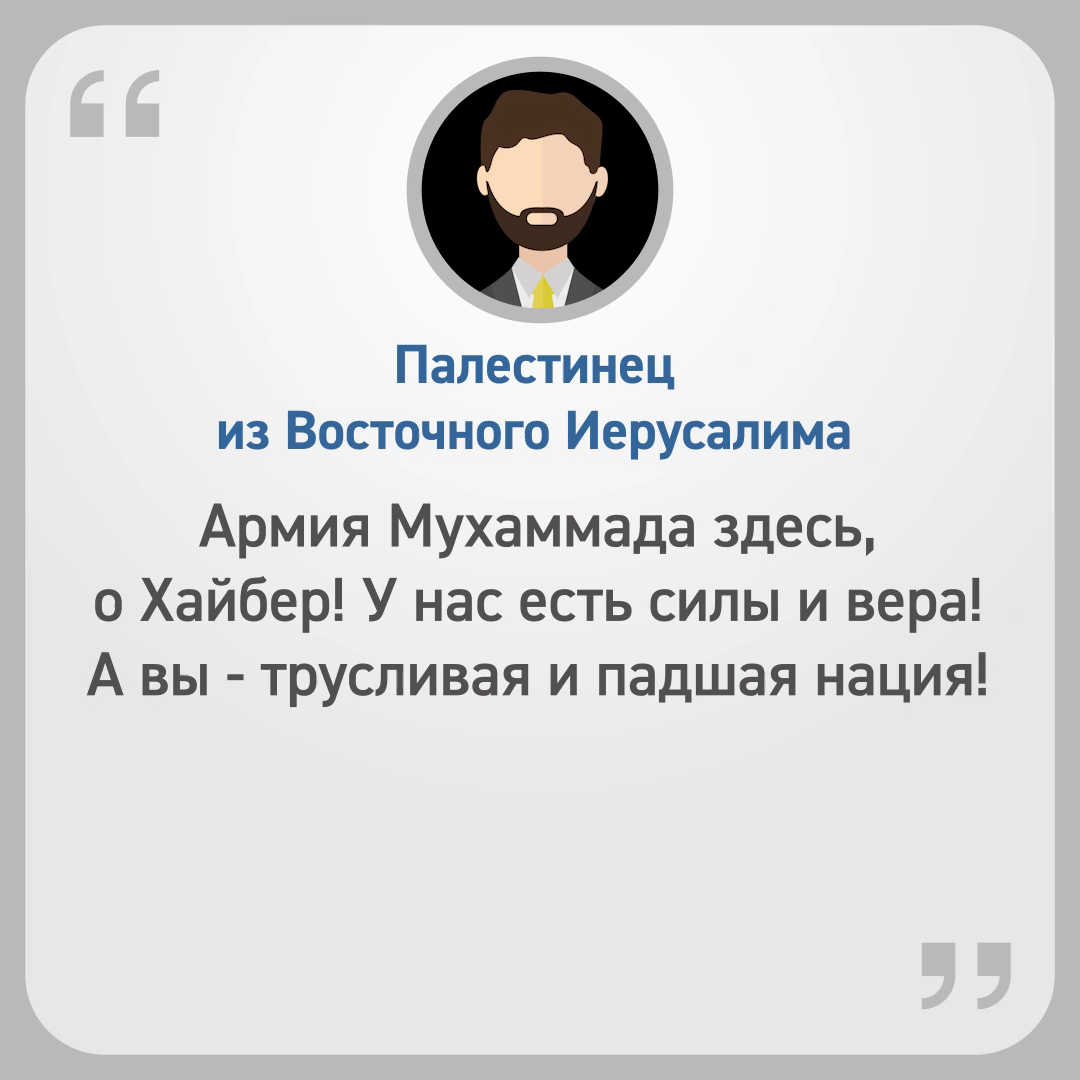 Палестинец
из Восточного Иерусалима
Армия Мухаммада здесь,
о Хайбер! У нас есть силы и вера!
А вы - трусливая и падшая нация!